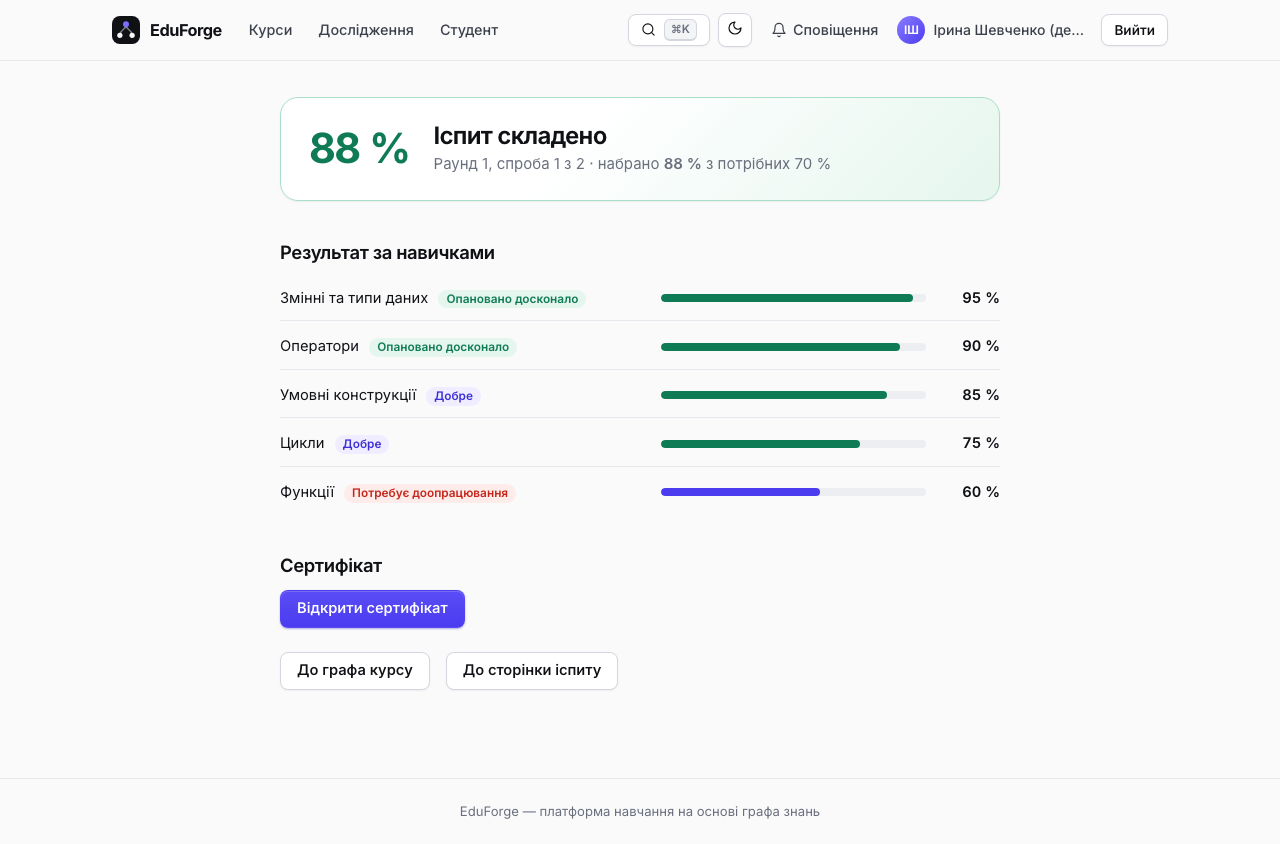 EduForge Курси Дослідження Студент ⌘K Сповіщення ІШ Ірина Шевченко (де... Вийти
88 % Іспит складено
Раунд 1, спроба 1 з 2 · набрано 88 % з потрібних 70 %
Результат за навичками
Змінні та типи даних Опановано досконало 95 %
Оператори Опановано досконало 90 %
Умовні конструкції Добре 85 %
Цикли Добре 75 %
Функції Потребує доопрацювання 60 %
Сертифікат
Відкрити сертифікат
До графа курсу До сторінки іспиту
EduForge — платформа навчання на основі графа знань